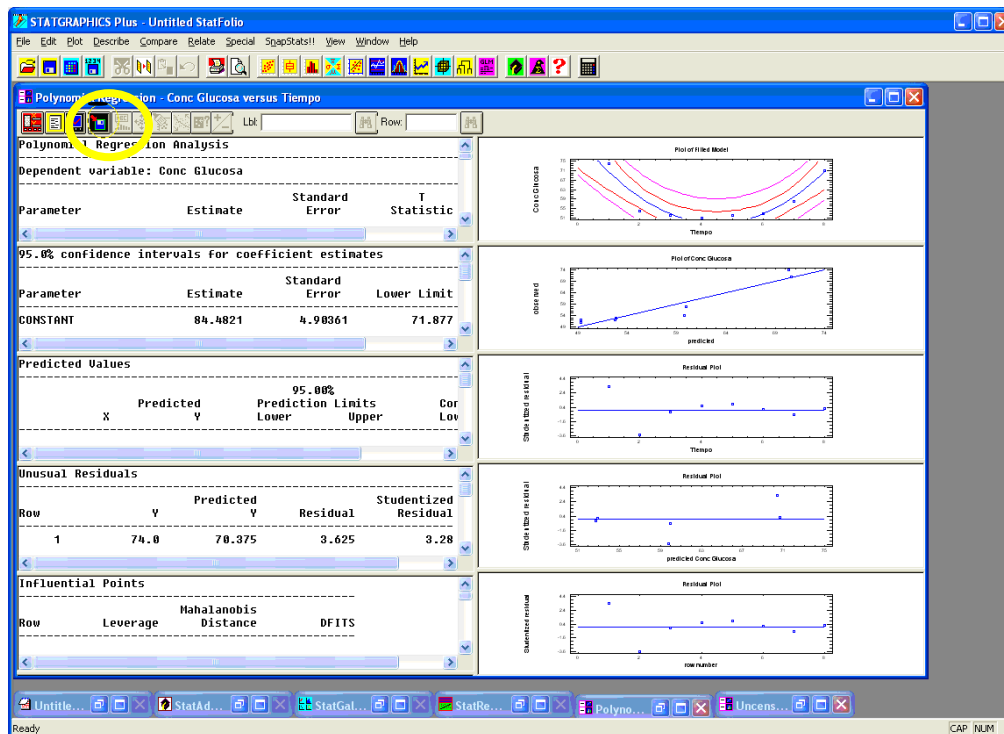 STATGRAPHICS Plus - Untitled StatFolio
File Edit Plot Describe Compare Relate Special SnapStats!! View Window Help
Polynomial Regression - Conc Glucosa versus Tiempo
Lbl: Row:
Polynomial Regression Analysis
Dependent variable: Conc Glucosa
Standard T
Parameter Estimate Error Statistic
95.0% confidence intervals for coefficient estimates
Standard
Parameter Estimate Error Lower Limit
CONSTANT 84.4821 4.90361 71.877
Predicted Values
95.00%
Predicted Prediction Limits Con
X Y Lower Upper Low
Unusual Residuals
Predicted Studentized
Row Y Y Residual Residual
1 74.0 70.375 3.625 3.28
Influential Points
Mahalanobis
Row Leverage Distance DFITS
Plot of Fitted Model
Conc Glucosa
Tiempo
Plot of Conc Glucosa
observed
predicted
Residual Plot
Studentized residual
Tiempo
Residual Plot
Studentized residual
predicted Conc Glucosa
Residual Plot
Studentized residual
row number
Untitle... StatAd... StatGal... StatRe... Polyno... Uncens...
Ready CAP NUM